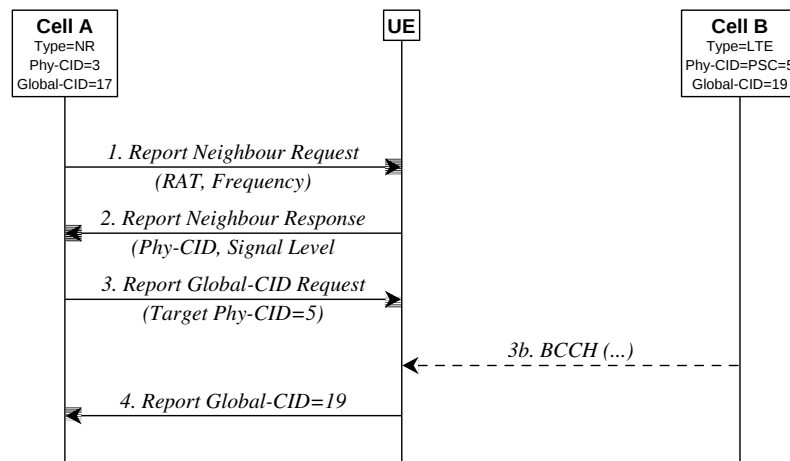 Cell A
Type=NR
Phy-CID=3
Global-CID=17
UE
Cell B
Type=LTE
Phy-CID=PSC=5
Global-CID=19
1. Report Neighbour Request
(RAT, Frequency)
2. Report Neighbour Response
(Phy-CID, Signal Level
3. Report Global-CID Request
(Target Phy-CID=5)
3b. BCCH (...)
4. Report Global-CID=19